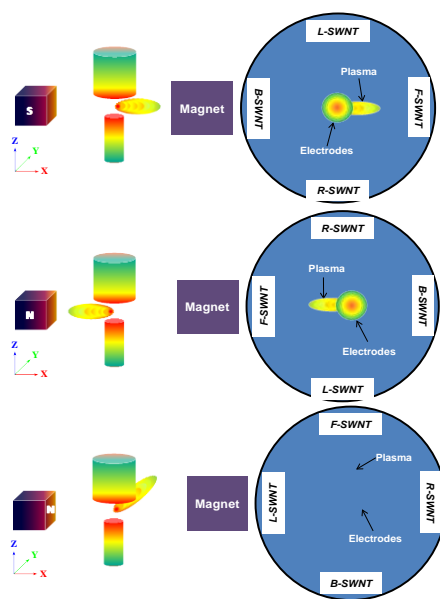 L-SWNT
Plasma
S
Magnet
B-SWNT
F-SWNT
Z
Y
X
Electrodes
R-SWNT
R-SWNT
Plasma
N
Magnet
F-SWNT
B-SWNT
Z
Y
X
Electrodes
L-SWNT
F-SWNT
Plasma
N
Magnet
L-SWNT
R-SWNT
Z
Y
X
Electrodes
B-SWNT